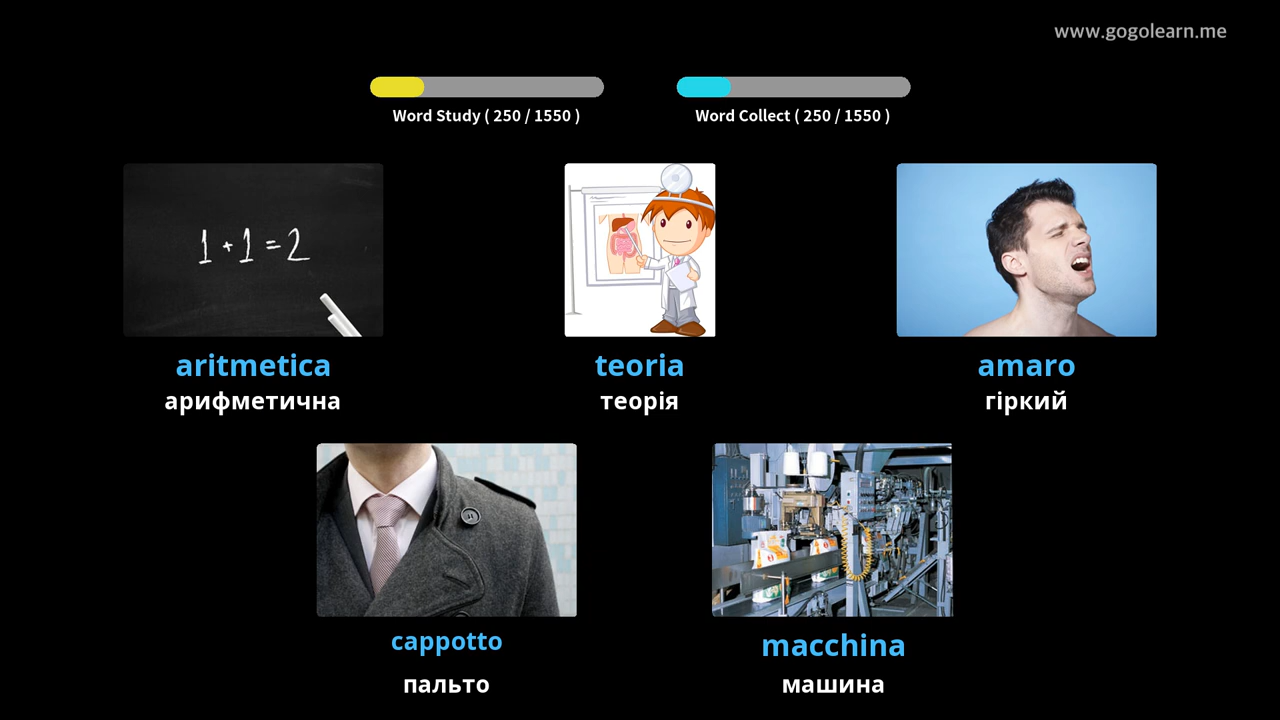 www.gogolearn.me
Word Study ( 250 / 1550 )
Word Collect ( 250 / 1550 )
1 + 1 = 2
aritmetica
арифметична
teoria
теорія
amaro
гіркий
cappotto
пальто
macchina
машина